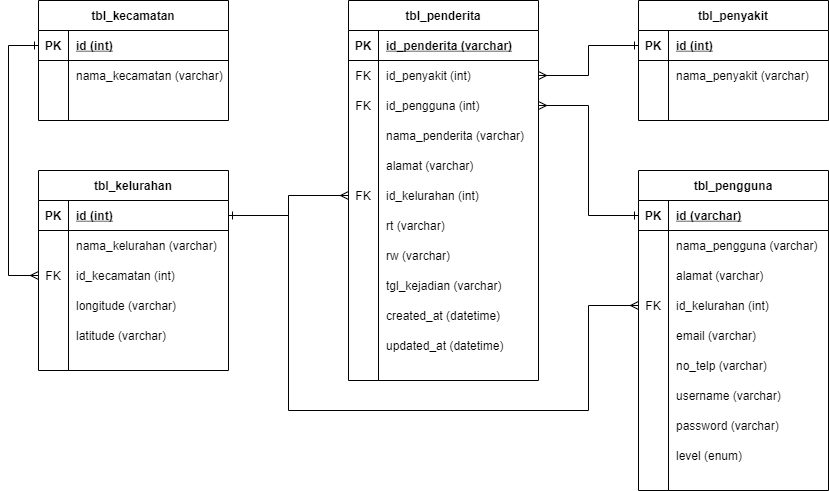 tbl_kecamatan
PK id (int)
nama_kecamatan (varchar)
tbl_kelurahan
PK id (int)
nama_kelurahan (varchar)
FK id_kecamatan (int)
longitude (varchar)
latitude (varchar)
tbl_penderita
PK id_penderita (varchar)
FK id_penyakit (int)
FK id_pengguna (int)
nama_penderita (varchar)
alamat (varchar)
FK id_kelurahan (int)
rt (varchar)
rw (varchar)
tgl_kejadian (varchar)
created_at (datetime)
updated_at (datetime)
tbl_penyakit
PK id (int)
nama_penyakit (varchar)
tbl_pengguna
PK id (varchar)
nama_pengguna (varchar)
alamat (varchar)
FK id_kelurahan (int)
email (varchar)
no_telp (varchar)
username (varchar)
password (varchar)
level (enum)